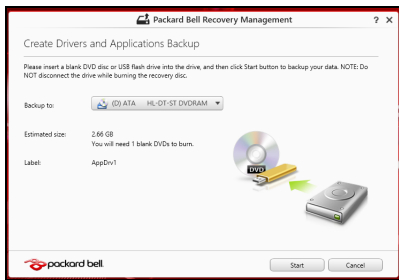 Packard Bell Recovery Management
? ×
Create Drivers and Applications Backup
Please insert a blank DVD disc or USB flash drive into the drive, and then click Start button to backup your data. NOTE: Do
NOT disconnect the drive while burning the recovery disc.
Backup to:
(D) ATA HL-DT-ST DVDRAM
Estimated size:
2.66 GB
You will need 1 blank DVDs to burn.
Label:
AppDrv1
DVD
packard bell.
Start
Cancel